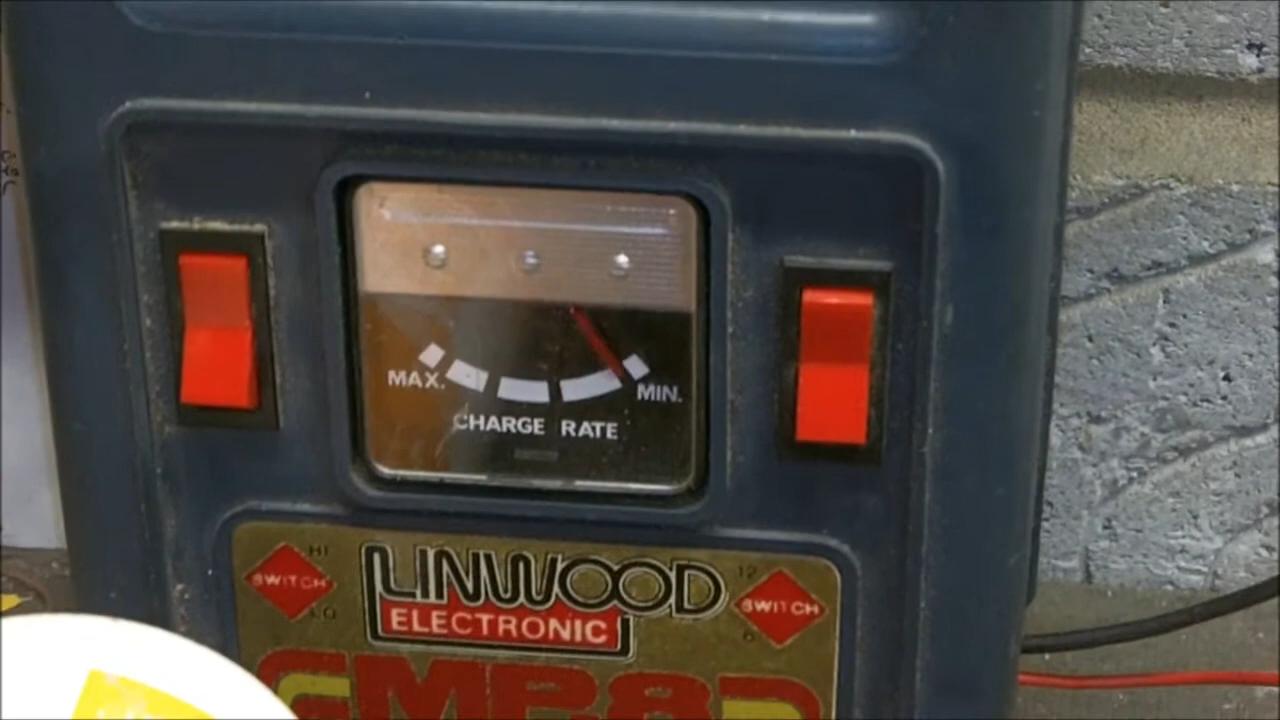 MAX.
MIN.
CHARGE RATE
HI
SWITCH
LO
LINWOOD
ELECTRONIC
12
SWITCH
6